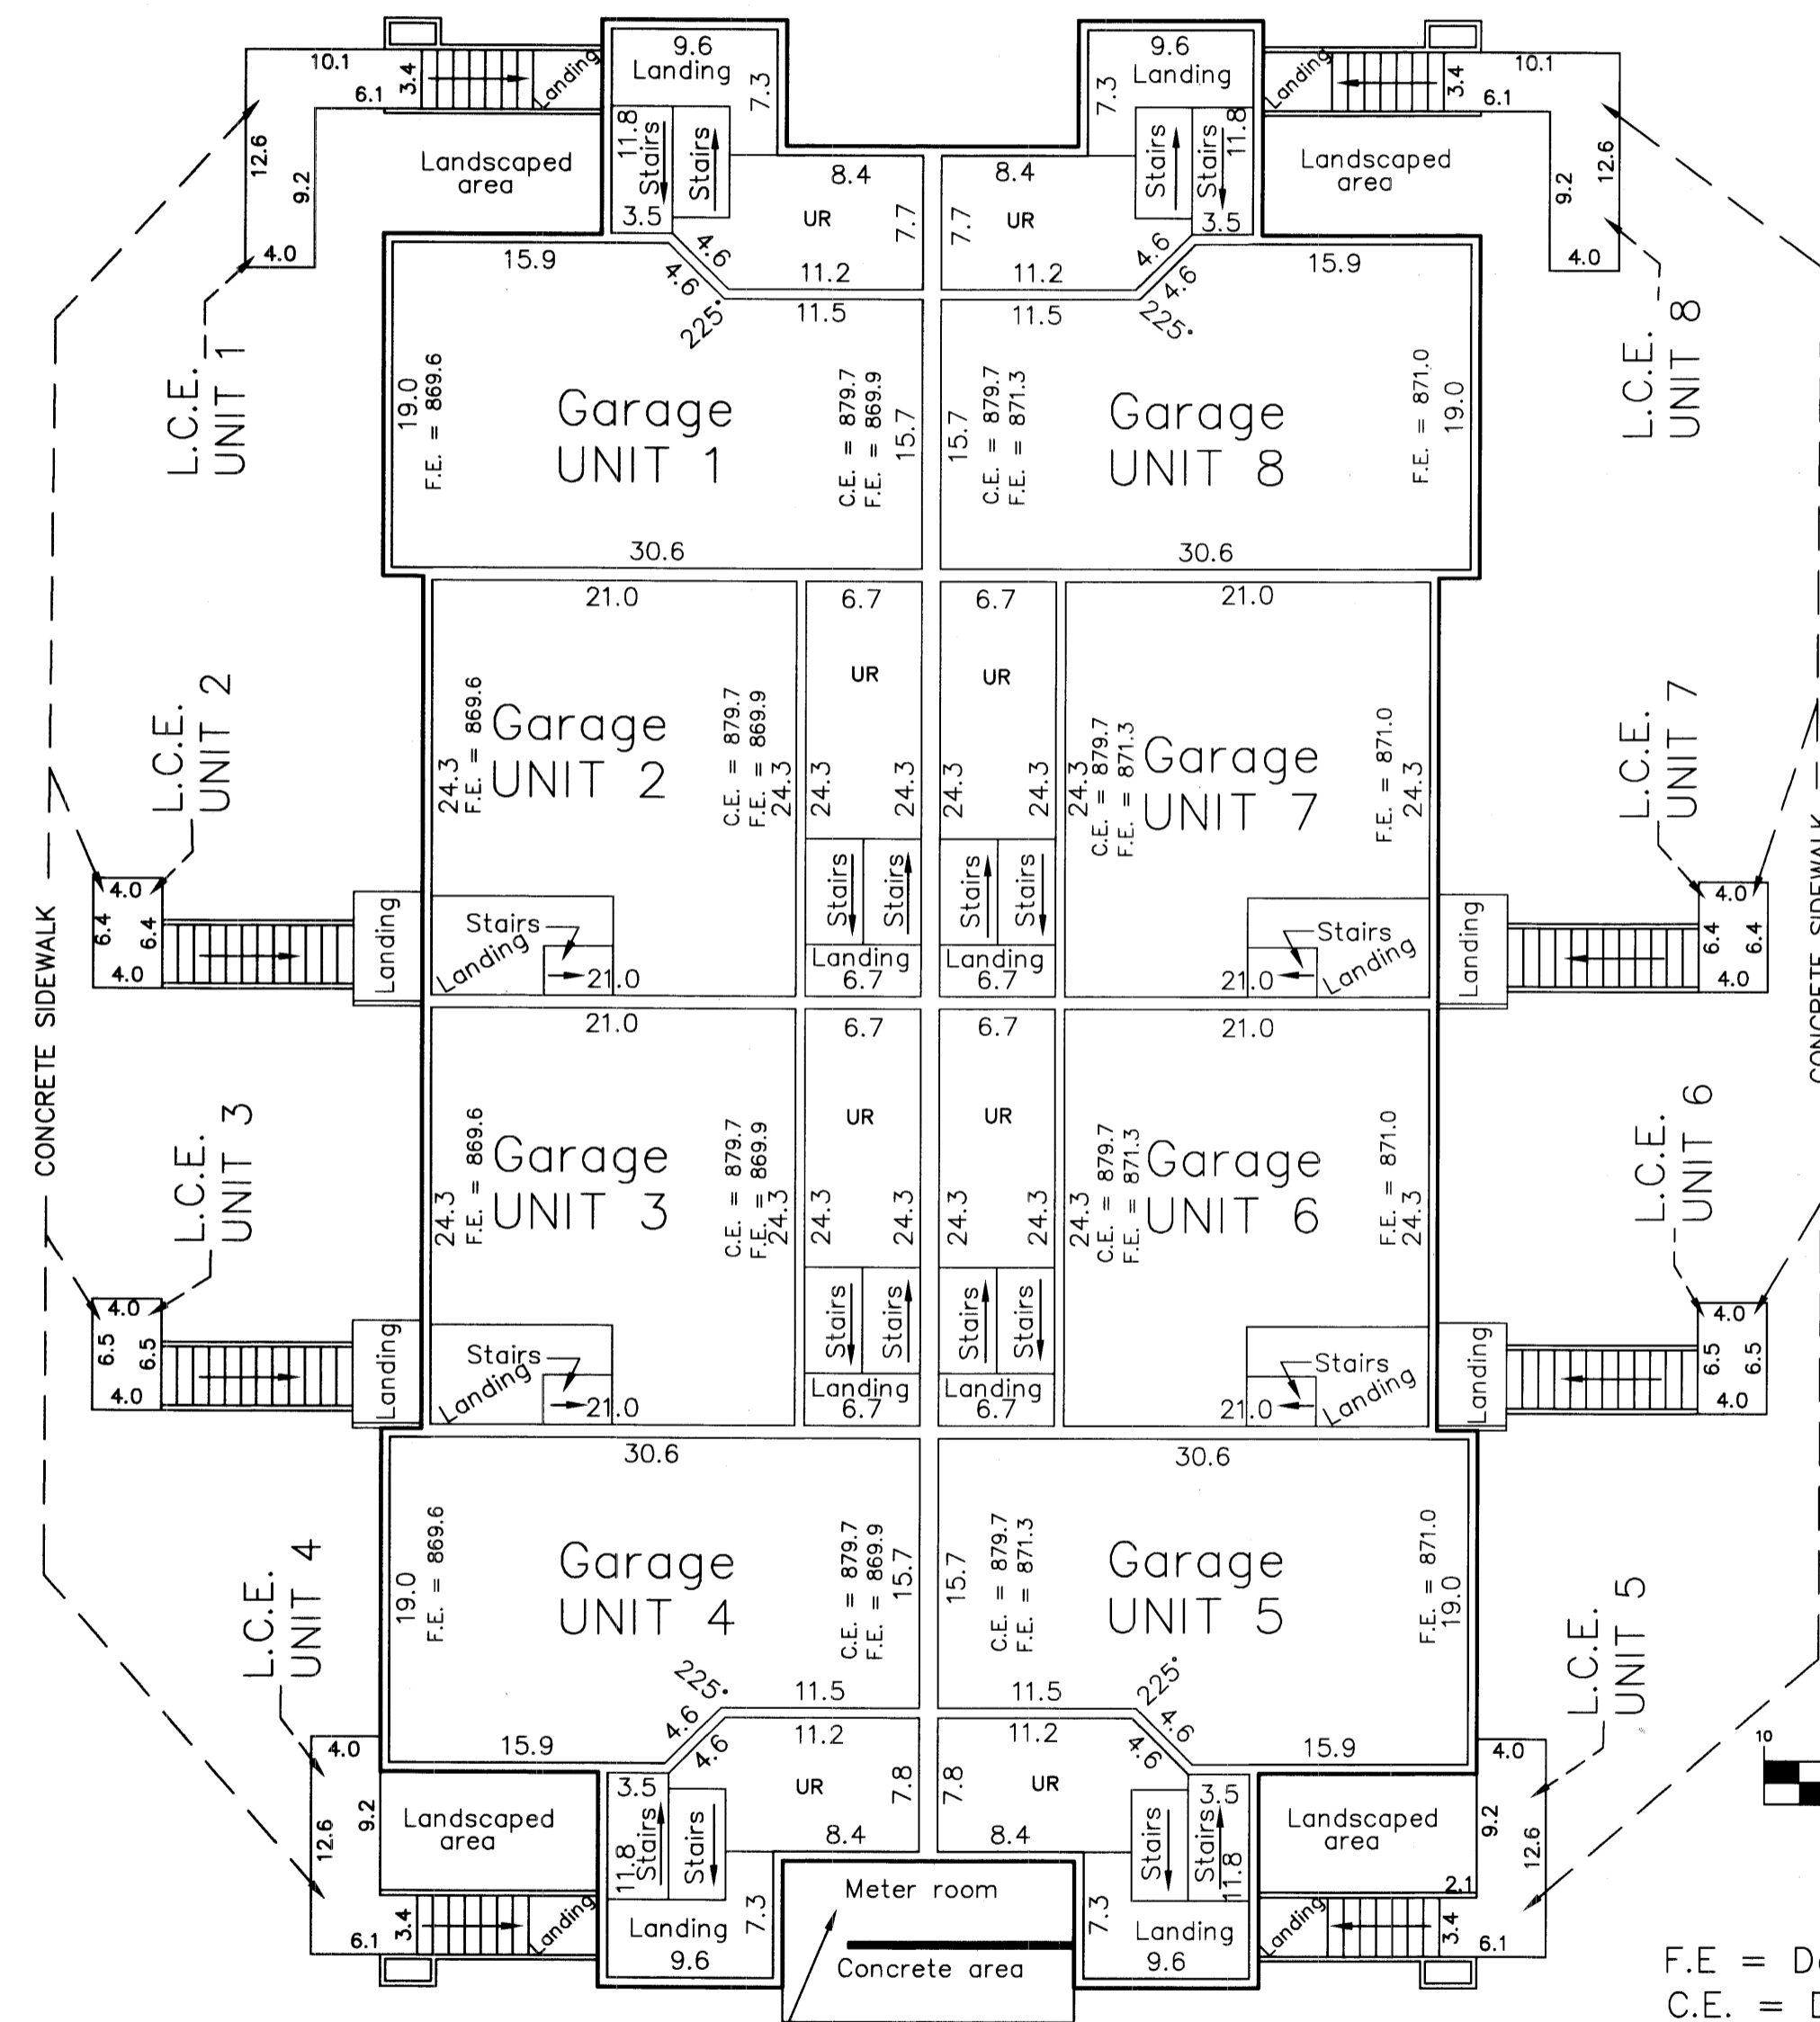 9.6
Landing
7.3
9.6
Landing
7.3
10.1
3.4
Landing
6.1
12.6
9.2
4.0
Landscaped
area
11.8
Stairs
Stairs
3.5
8.4
UR
7.7
11.2
4.6
4.6
15.9
225°
11.5
8.4
UR
7.7
11.2
4.6
4.6
225°
11.5
Stairs
Stairs
11.8
3.5
15.9
Landing
3.4
10.1
6.1
9.2
12.6
4.0
Landscaped
area
L.C.E.
UNIT 1
19.0
F.E. = 869.6
Garage
UNIT 1
C.E. = 879.7
F.E. = 869.9
15.7
30.6
15.7
C.E. = 879.7
F.E. = 871.3
Garage
UNIT 8
F.E. = 871.0
19.0
30.6
L.C.E.
UNIT 8
L.C.E.
UNIT 2
21.0
24.3
F.E. = 869.6
Garage
UNIT 2
C.E. = 879.7
F.E. = 869.9
24.3
6.7
UR
24.3
24.3
Stairs
Stairs
Landing
6.7
6.7
UR
24.3
24.3
Stairs
Stairs
Landing
6.7
21.0
24.3
C.E. = 879.7
F.E. = 871.3
Garage
UNIT 7
F.E. = 871.0
24.3
L.C.E.
UNIT 7
4.0
6.4
6.4
4.0
Landing
Stairs
Landing
21.0
21.0
Stairs
Landing
Landing
4.0
6.4
6.4
4.0
CONCRETE SIDEWALK
CONCRETE SIDEWALK
L.C.E.
UNIT 3
21.0
24.3
F.E. = 869.6
Garage
UNIT 3
C.E. = 879.7
F.E. = 869.9
24.3
6.7
UR
24.3
24.3
Stairs
Stairs
Landing
6.7
6.7
UR
24.3
24.3
Stairs
Stairs
Landing
6.7
21.0
24.3
C.E. = 879.7
F.E. = 871.3
Garage
UNIT 6
F.E. = 871.0
24.3
L.C.E.
UNIT 6
4.0
6.5
6.5
4.0
Landing
Stairs
Landing
21.0
21.0
Stairs
Landing
Landing
4.0
6.5
6.5
4.0
L.C.E.
UNIT 4
30.6
19.0
F.E. = 869.6
Garage
UNIT 4
C.E. = 879.7
F.E. = 869.9
15.7
225°
11.5
15.9
4.6
4.6
11.2
30.6
15.7
C.E. = 879.7
F.E. = 871.3
Garage
UNIT 5
F.E. = 871.0
19.0
225°
11.5
11.2
4.6
4.6
15.9
L.C.E.
UNIT 5
4.0
12.6
9.2
Landscaped
area
6.1
3.4
Landing
3.5
11.8
Stairs
Stairs
UR
7.8
8.4
Landing
9.6
7.3
Meter room
Concrete area
7.8
UR
8.4
Stairs
Stairs
3.5
11.8
7.3
Landing
9.6
Landscaped
area
4.0
9.2
12.6
2.1
Landing
3.4
6.1
10
F.E =
C.E. =